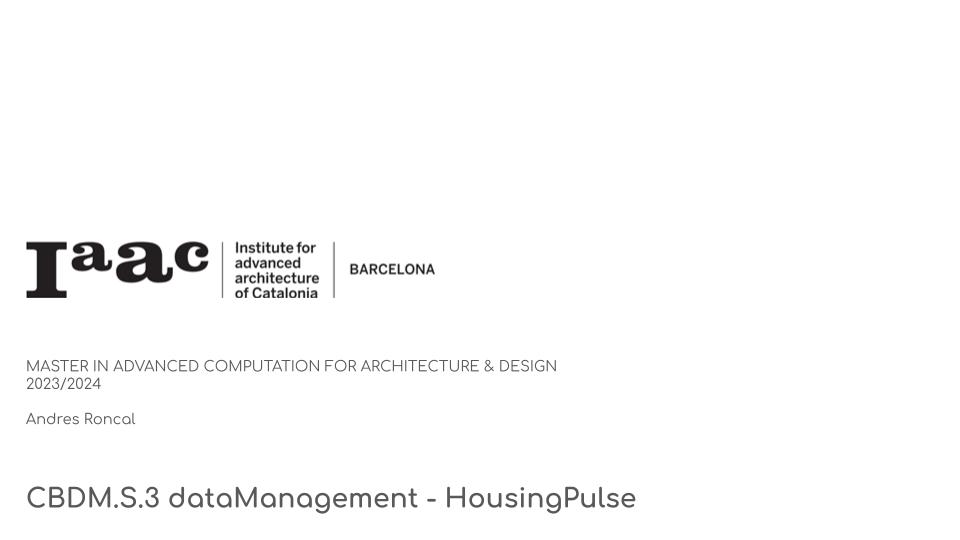 Iaac
Institute for
advanced
architecture
of Catalonia
BARCELONA
MASTER IN ADVANCED COMPUTATION FOR ARCHITECTURE & DESIGN
2023/2024
Andres Roncal
CBDM.S.3 dataManagement - HousingPulse